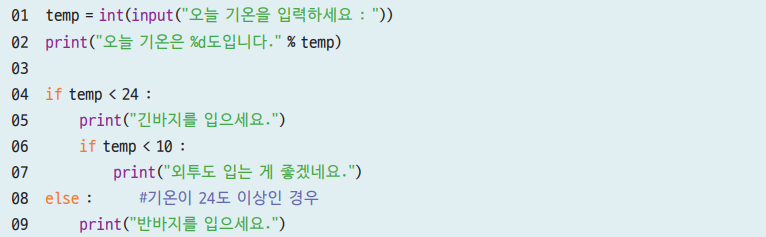 01 temp = int(input("오늘 기온을 입력하세요 : "))
02 print("오늘 기온은 %d도입니다." % temp)
03
04 if temp < 24 :
05     print("긴바지를 입으세요.")
06     if temp < 10 :
07         print("외투도 입는 게 좋겠네요.")
08 else :     #기온이 24도 이상인 경우
09     print("반바지를 입으세요.")